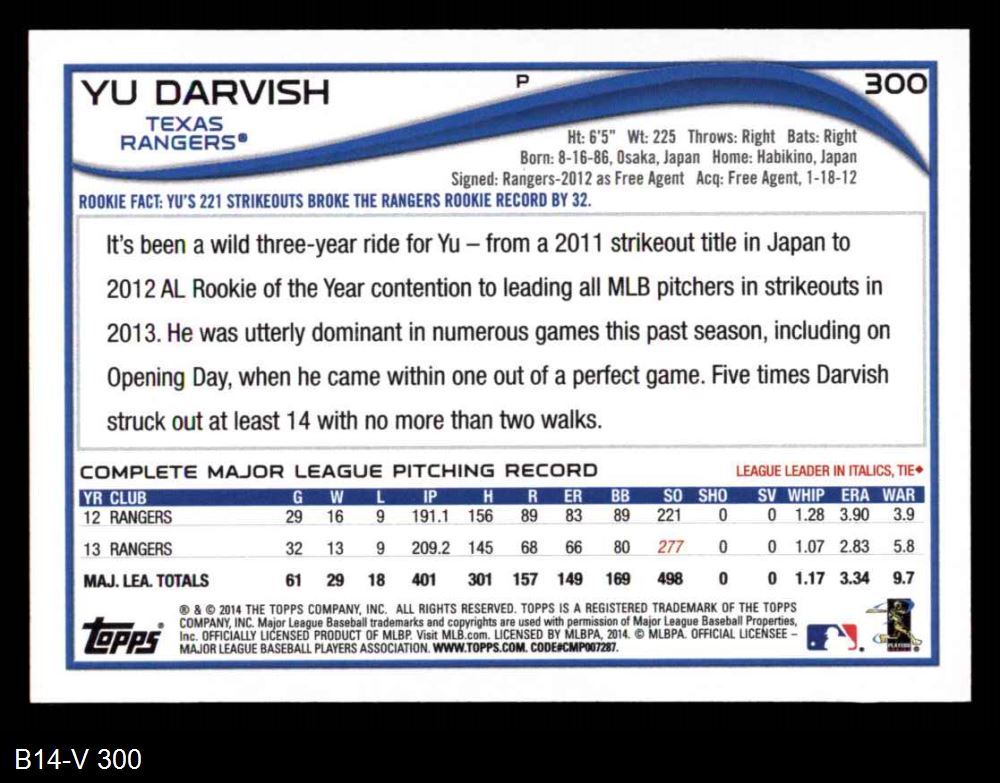 YU DARVISH P 300
TEXAS
RANGERS®
Ht: 6'5" Wt: 225 Throws: Right Bats: Right
Born: 8-16-86, Osaka, Japan Home: Habikino, Japan
Signed: Rangers-2012 as Free Agent Acq: Free Agent, 1-18-12
ROOKIE FACT: YU'S 221 STRIKEOUTS BROKE THE RANGERS ROOKIE RECORD BY 32.
It's been a wild three-year ride for Yu – from a 2011 strikeout title in Japan to
2012 AL Rookie of the Year contention to leading all MLB pitchers in strikeouts in
2013. He was utterly dominant in numerous games this past season, including on
Opening Day, when he came within one out of a perfect game. Five times Darvish
struck out at least 14 with no more than two walks.
COMPLETE MAJOR LEAGUE PITCHING RECORD LEAGUE LEADER IN ITALICS, TIE♦
YR CLUB G W L IP H R ER BB SO SHO SV WHIP ERA WAR
12 RANGERS 29 16 9 191.1 156 89 83 89 221 0 0 1.28 3.90 3.9
13 RANGERS 32 13 9 209.2 145 68 66 80 277 0 0 1.07 2.83 5.8
MAJ. LEA. TOTALS 61 29 18 401 301 157 149 169 498 0 0 1.17 3.34 9.7
Topps®
® & © 2014 THE TOPPS COMPANY, INC. ALL RIGHTS RESERVED. TOPPS IS A REGISTERED TRADEMARK OF THE TOPPS
COMPANY, INC. Major League Baseball trademarks and copyrights are used with permission of Major League Baseball Properties,
Inc. OFFICIALLY LICENSED PRODUCT OF MLBP. Visit MLB.com. LICENSED BY MLBPA, 2014. © MLBPA. OFFICIAL LICENSEE –
MAJOR LEAGUE BASEBALL PLAYERS ASSOCIATION. WWW.TOPPS.COM. CODE#CMP007287.
B14-V 300